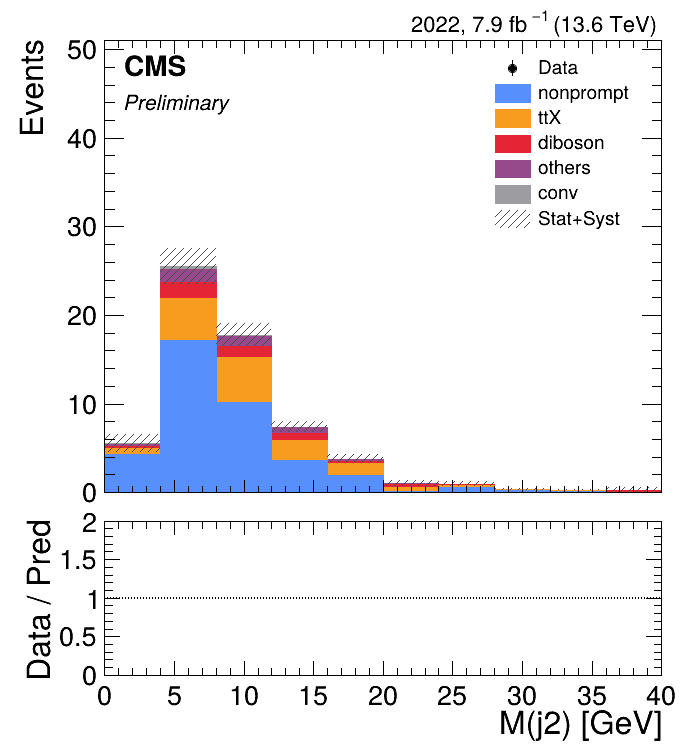 2022, 7.9 fb⁻¹ (13.6 TeV)
Events
50
40
30
20
10
0
CMS
Preliminary
Data
nonprompt
ttX
diboson
others
conv
Stat+Syst
Data / Pred
2
1.5
1
0.5
0
0 5 10 15 20 25 30 35 40
M(j2) [GeV]